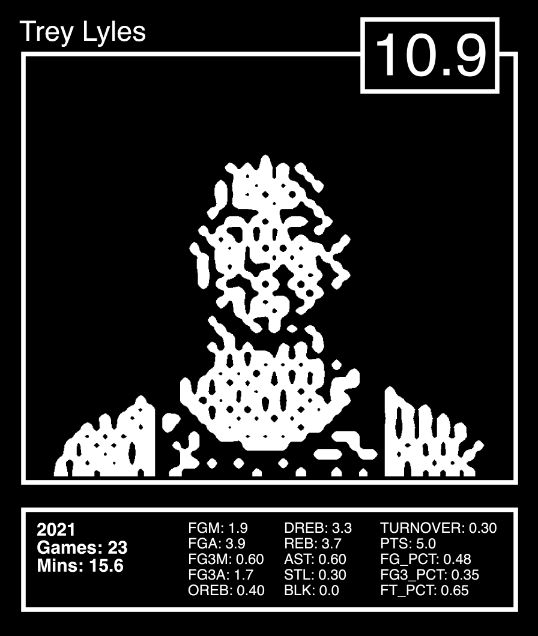 Trey Lyles
10.9
2021
Games: 23
Mins: 15.6
FGM: 1.9
FGA: 3.9
FG3M: 0.60
FG3A: 1.7
OREB: 0.40
DREB: 3.3
REB: 3.7
AST: 0.60
STL: 0.30
BLK: 0.0
TURNOVER: 0.30
PTS: 5.0
FG_PCT: 0.48
FG3_PCT: 0.35
FT_PCT: 0.65